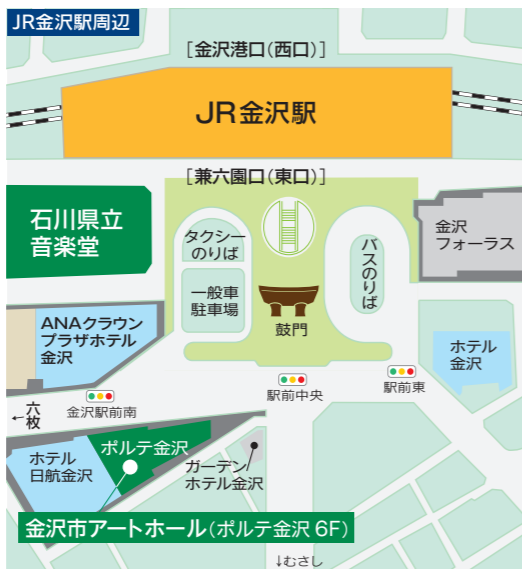 JR金沢駅周辺
[金沢港口(西口)]
JR金沢駅
[兼六園口(東口)]
石川県立
音楽堂
タクシー
のりば
一般車
駐車場
鼓門
バスのりば
金沢
フォーラス
ANAクラウン
プラザホテル
金沢
ホテル
金沢
駅前中央
駅前東
←六枚
金沢駅前南
ポルテ金沢
ホテル
日航金沢
ガーデン
ホテル金沢
金沢市アートホール(ポルテ金沢 6F)
↓むさし